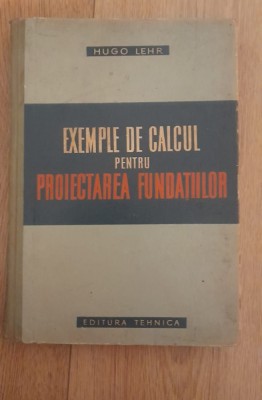 HUGO LEHR
EXEMPLE DE CALCUL
PENTRU
PROIECTAREA FUNDAȚIILOR
EDITURA TEHNICA